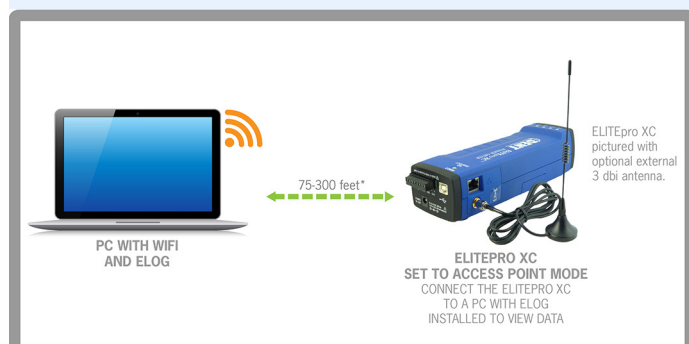 75-300 feet*
PC WITH WIFI
AND ELOG
ELITEpro XC
pictured with
optional external
3 dbi antenna.
DENT
ELITEPRO XC
SET TO ACCESS POINT MODE
CONNECT THE ELITEPRO XC
TO A PC WITH ELOG
INSTALLED TO VIEW DATA